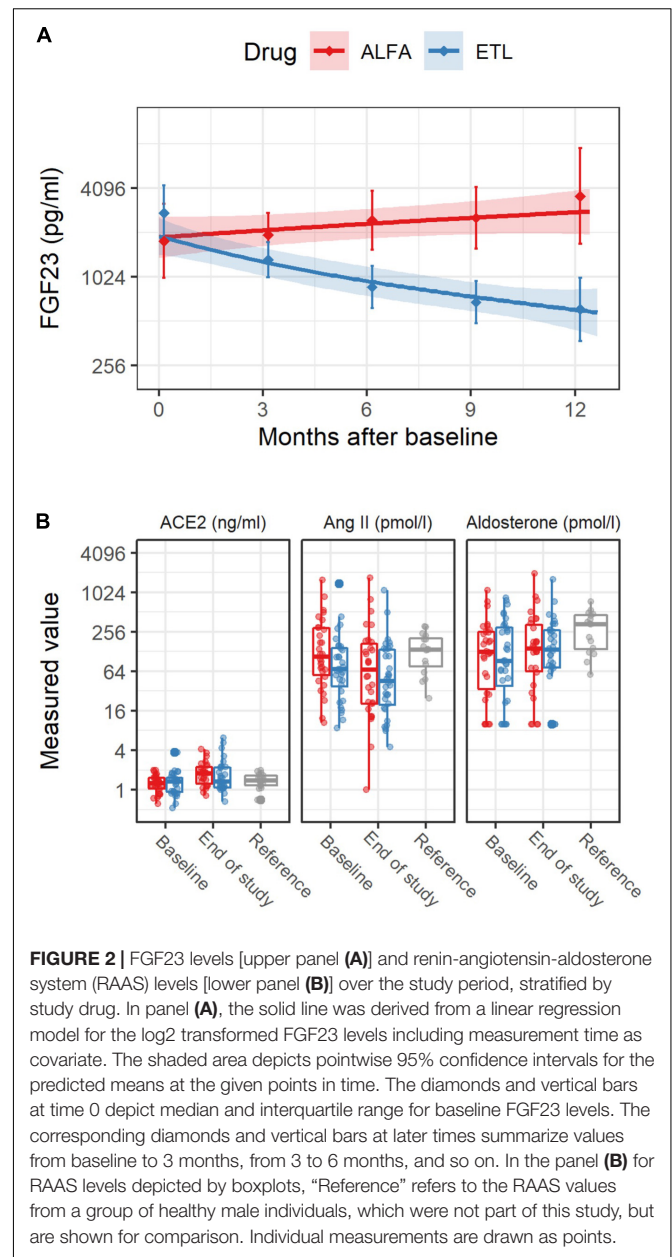 A
Drug ALFA ETL
FGF23 (pg/ml)
4096
1024
256
0 3 6 9 12
Months after baseline
B
ACE2 (ng/ml) Ang II (pmol/l) Aldosterone (pmol/l)
Measured value
4096
1024
256
64
16
4
1
Baseline End of study Reference Baseline End of study Reference Baseline End of study Reference
FIGURE 2 | FGF23 levels [upper panel (A)] and renin-angiotensin-aldosterone
system (RAAS) levels [lower panel (B)] over the study period, stratified by
study drug. In panel (A), the solid line was derived from a linear regression
model for the log2 transformed FGF23 levels including measurement time as
covariate. The shaded area depicts pointwise 95% confidence intervals for the
predicted means at the given points in time. The diamonds and vertical bars
at time 0 depict median and interquartile range for baseline FGF23 levels. The
corresponding diamonds and vertical bars at later times summarize values
from baseline to 3 months, from 3 to 6 months, and so on. In the panel (B) for
RAAS levels depicted by boxplots, “Reference” refers to the RAAS values
from a group of healthy male individuals, which were not part of this study, but
are shown for comparison. Individual measurements are drawn as points.